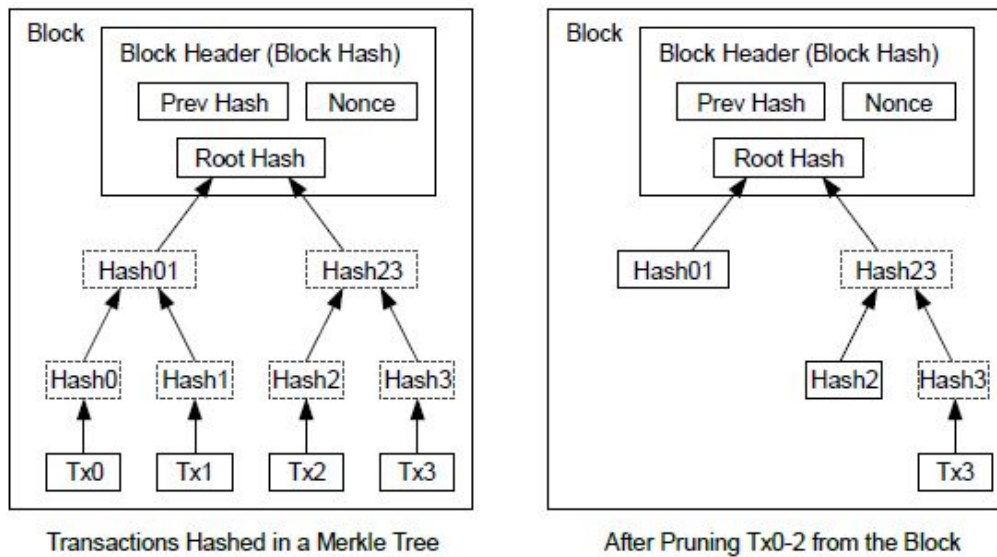 Block
Block Header (Block Hash)
Prev Hash
Nonce
Root Hash
Hash01
Hash23
Hash0
Hash1
Hash2
Hash3
Tx0
Tx1
Tx2
Tx3
Transactions Hashed in a Merkle Tree
Block
Block Header (Block Hash)
Prev Hash
Nonce
Root Hash
Hash01
Hash23
Hash2
Hash3
Tx3
After Pruning Tx0-2 from the Block